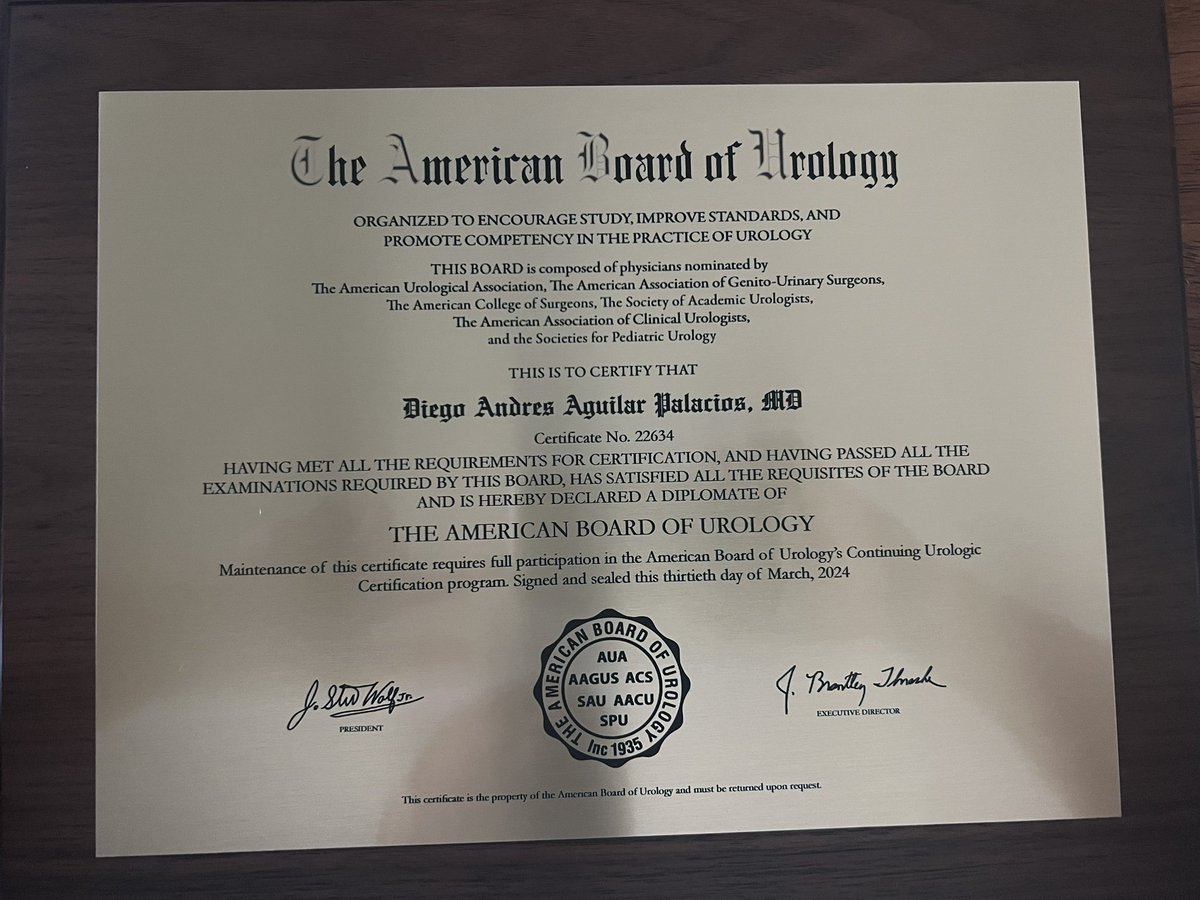 The American Board of Urology
ORGANIZED TO ENCOURAGE STUDY, IMPROVE STANDARDS, AND
PROMOTE COMPETENCY IN THE PRACTICE OF UROLOGY
THIS BOARD is composed of physicians nominated by
The American Urological Association, The American Association of Genito-Urinary Surgeons,
The American College of Surgeons, The Society of Academic Urologists,
The American Association of Clinical Urologists,
and the Societies for Pediatric Urology
THIS IS TO CERTIFY THAT
Diego Andres Aguilar Palacios, MD
Certificate No. 22634
HAVING MET ALL THE REQUIREMENTS FOR CERTIFICATION, AND HAVING PASSED ALL THE
EXAMINATIONS REQUIRED BY THIS BOARD, HAS SATISFIED ALL THE REQUISITES OF THE BOARD
AND IS HEREBY DECLARED A DIPLOMATE OF
THE AMERICAN BOARD OF UROLOGY
Maintenance of this certificate requires full participation in the American Board of Urology's Continuing Urologic
Certification program. Signed and sealed this thirtieth day of March, 2024
J. Wolf Jr.
PRESIDENT
THE AMERICAN BOARD OF UROLOGY
AUA
AAGUS ACS
SAU AACU
SPU
Inc 1935
J. Brantley
EXECUTIVE DIRECTOR
This certificate is the property of the American Board of Urology and must be returned upon request.